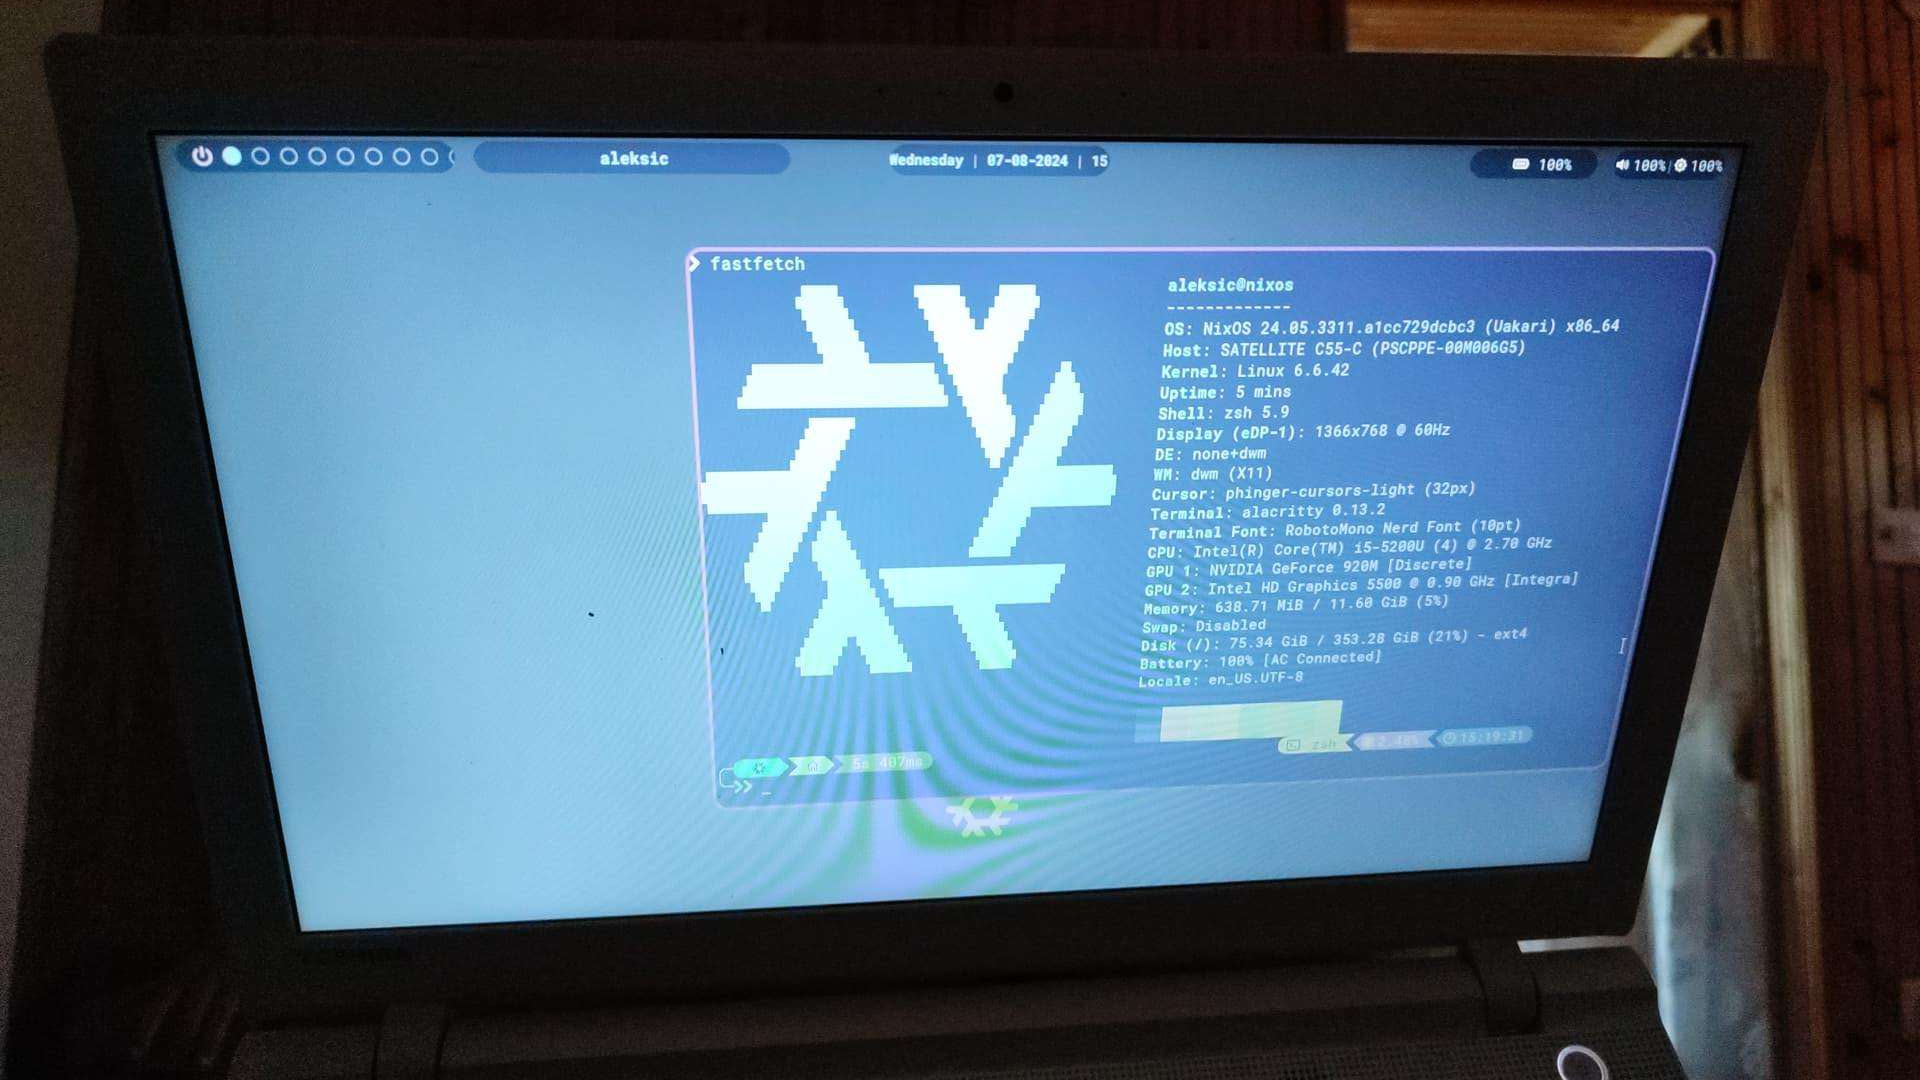 aleksic
Wednesday | 07-08-2024 | 15
100%
100% | 100%
fastfetch
aleksic@nixos
-------------
OS: NixOS 24.05.3311.a1cc729dcbc3 (Uakari) x86_64
Host: SATELLITE C55-C (PSCPPE-00M006G5)
Kernel: Linux 6.6.42
Uptime: 5 mins
Shell: zsh 5.9
Display (eDP-1): 1366x768 @ 60Hz
DE: none+dwm
WM: dwm (X11)
Cursor: phinger-cursors-light (32px)
Terminal: alacritty 0.13.2
Terminal Font: RobotoMono Nerd Font (10pt)
CPU: Intel(R) Core(TM) i5-5200U (4) @ 2.70 GHz
GPU 1: NVIDIA GeForce 920M [Discrete]
GPU 2: Intel HD Graphics 5500 @ 0.90 GHz [Integra]
Memory: 638.71 MiB / 11.60 GiB (5%)
Swap: Disabled
Disk (/): 75.34 GiB / 353.28 GiB (21%) - ext4
Battery: 100% [AC Connected]
Locale: en_US.UTF-8
zsh 15:19:31
5s 407ms
>> _